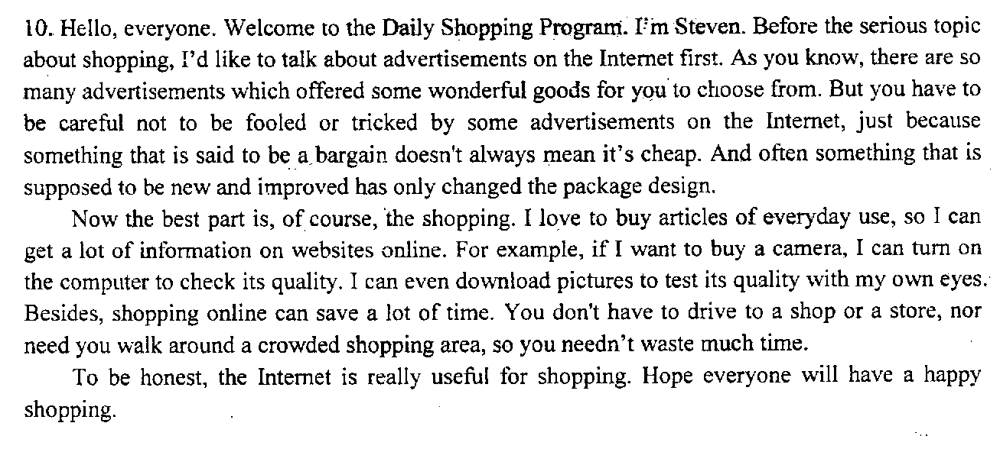 10. Hello, everyone. Welcome to the Daily Shopping Program. I'm Steven. Before the serious topic
about shopping, I'd like to talk about advertisements on the Internet first. As you know, there are so
many advertisements which offered some wonderful goods for you to choose from. But you have to
be careful not to be fooled or tricked by some advertisements on the Internet, just because
something that is said to be a bargain doesn't always mean it's cheap. And often something that is
supposed to be new and improved has only changed the package design.
Now the best part is, of course, the shopping. I love to buy articles of everyday use, so I can
get a lot of information on websites online. For example, if I want to buy a camera, I can turn on
the computer to check its quality. I can even download pictures to test its quality with my own eyes.
Besides, shopping online can save a lot of time. You don't have to drive to a shop or a store, nor
need you walk around a crowded shopping area, so you needn't waste much time.
To be honest, the Internet is really useful for shopping. Hope everyone will have a happy
shopping.